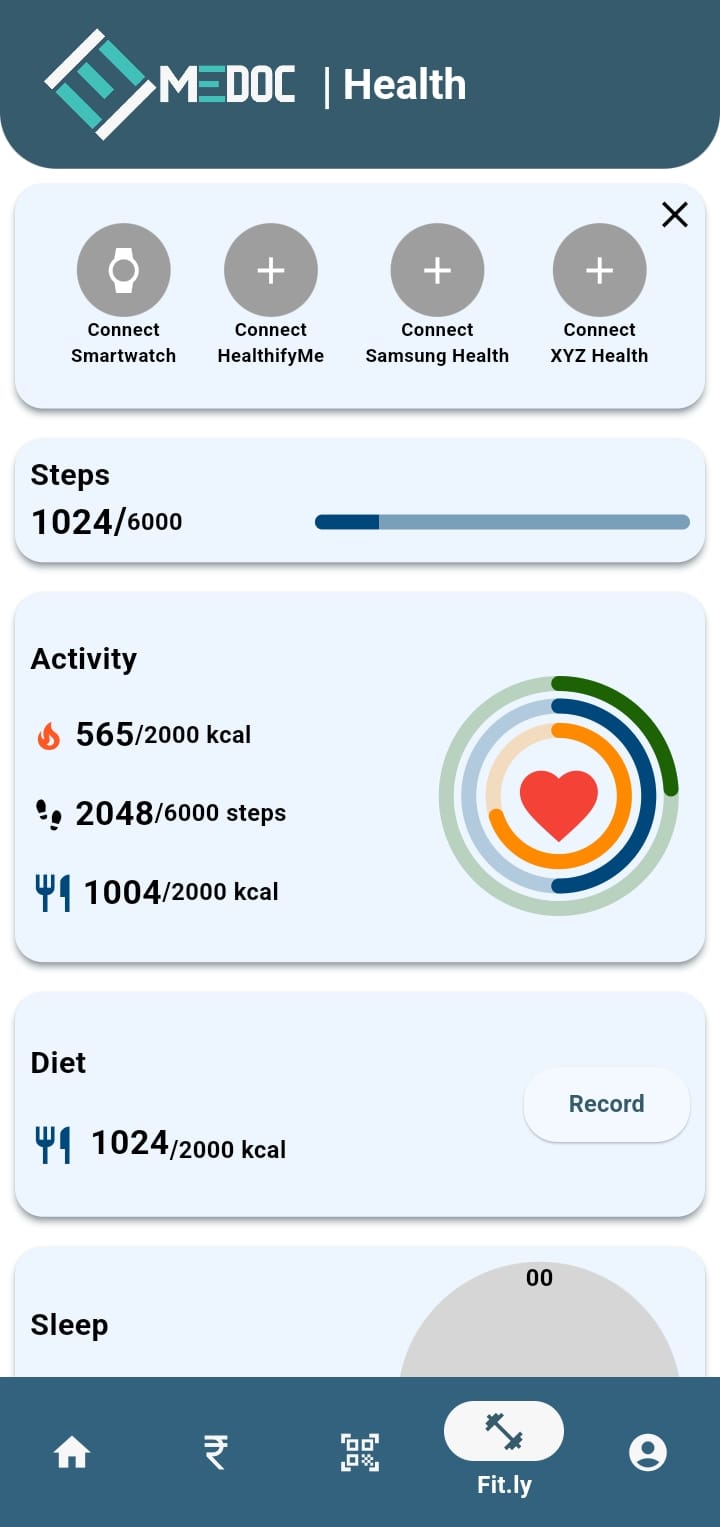 MEDOC | Health
Connect Smartwatch
Connect HealthifyMe
Connect Samsung Health
Connect XYZ Health
Steps
1024/6000
Activity
565/2000 kcal
2048/6000 steps
1004/2000 kcal
Diet
Record
1024/2000 kcal
00
Sleep
₹
Fit.ly